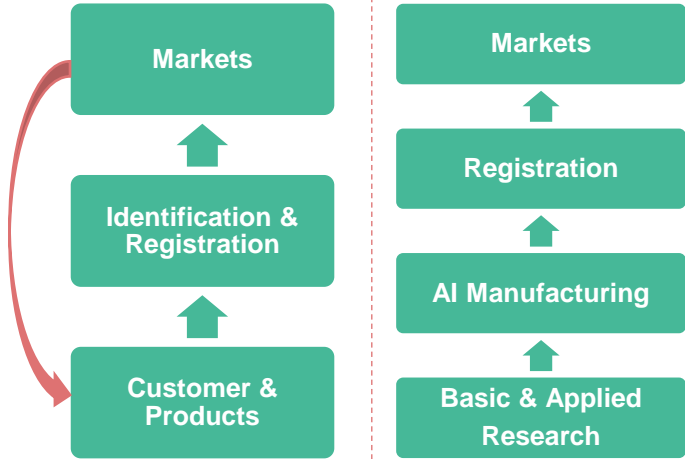 Markets
Identification &
Registration
Customer &
Products
Markets
Registration
AI Manufacturing
Basic & Applied
Research